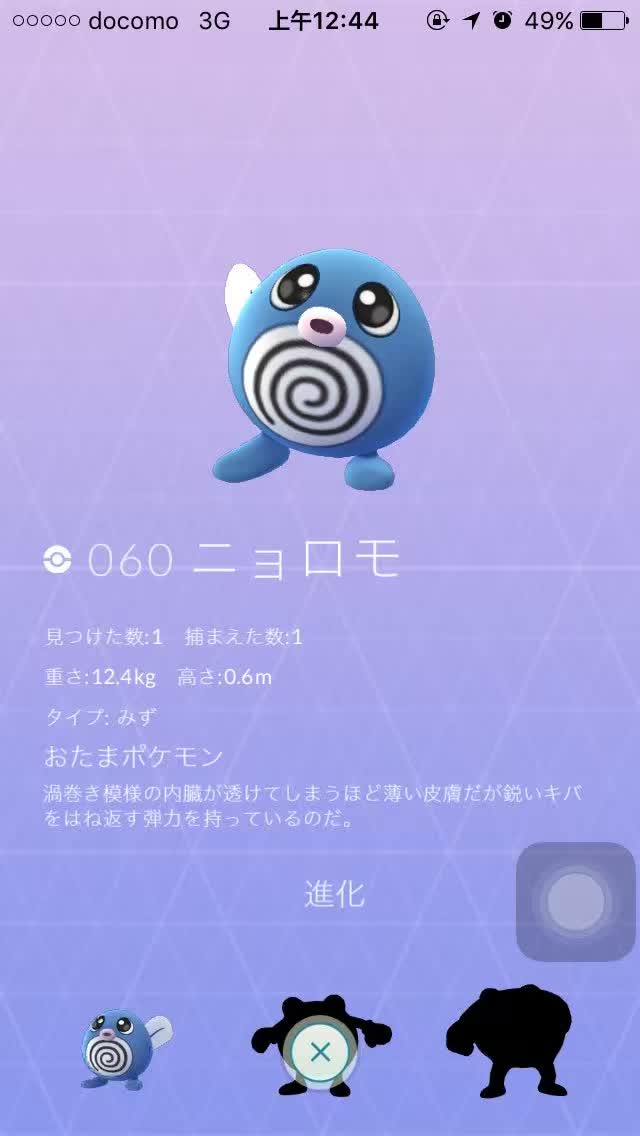 ○○○○○ docomo 3G 上午12:44 49%
060 ニョロモ
見つけた数:1 捕まえた数:1
重さ:12.4kg 高さ:0.6m
タイプ: みず
おたまポケモン
渦巻き模様の内臓が透けてしまうほど薄い皮膚だが鋭いキバ
をはね返す弾力を持っているのだ。
進化